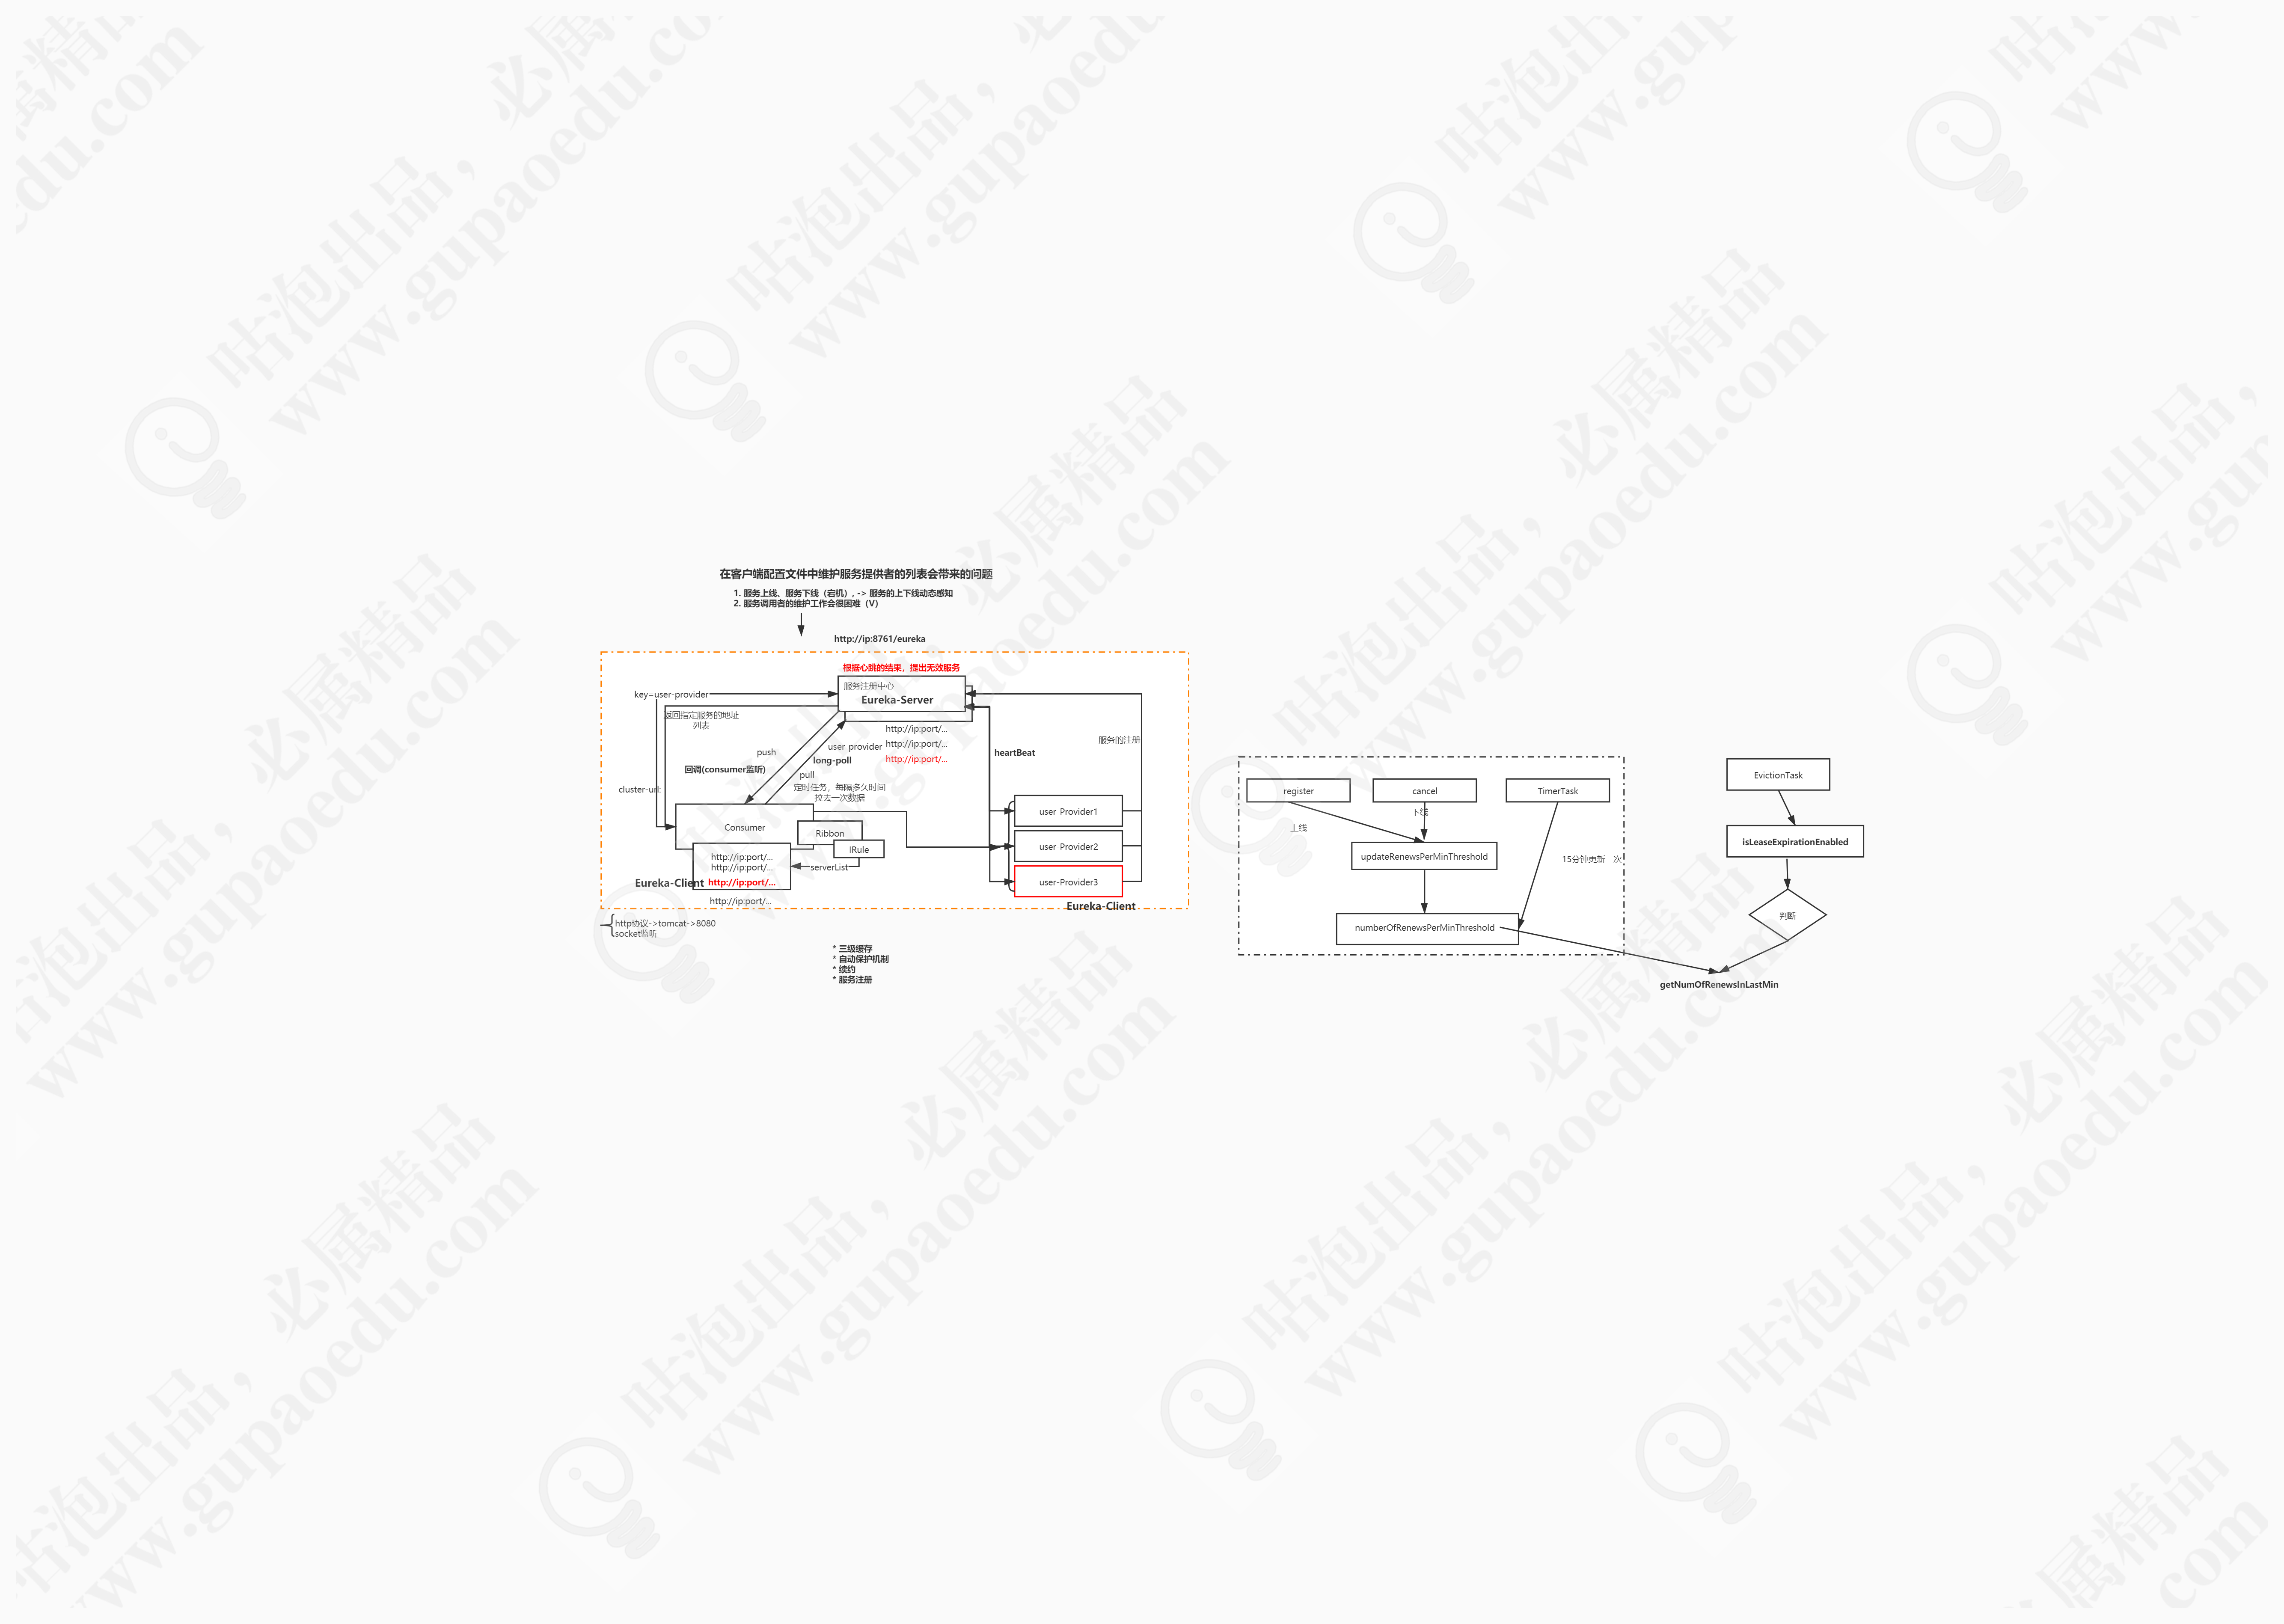 在客户端配置文件中维护服务提供者的列表会带来的问题
1. 服务上线、服务下线（宕机）, -> 服务的上下线动态感知
2. 服务调用者的维护工作会很困难（V）
http://ip:8761/eureka
根据心跳的结果，提出无效服务
服务注册中心
Eureka-Server
key=user-provider
返回指定服务的地址
列表
http://ip:port/...
user-provider
http://ip:port/...
http://ip:port/...
push
long-poll
回调(consumer监听)
pull
定时任务，每隔多久时间
拉去一次数据
heartBeat
服务的注册
cluster-url:
Consumer
Ribbon
IRule
serverList
http://ip:port/...
http://ip:port/...
Eureka-Client
http://ip:port/...
http://ip:port/...
user-Provider1
user-Provider2
user-Provider3
Eureka-Client
http协议->tomcat->8080
socket监听
* 三级缓存
* 自动保护机制
* 续约
* 服务注册
register
cancel
TimerTask
上线
下线
15分钟更新一次
updateRenewsPerMinThreshold
numberOfRenewsPerMinThreshold
EvictionTask
isLeaseExpirationEnabled
判断
getNumOfRenewsInLastMin
咕泡出品，必属精品
www.gupaoedu.com